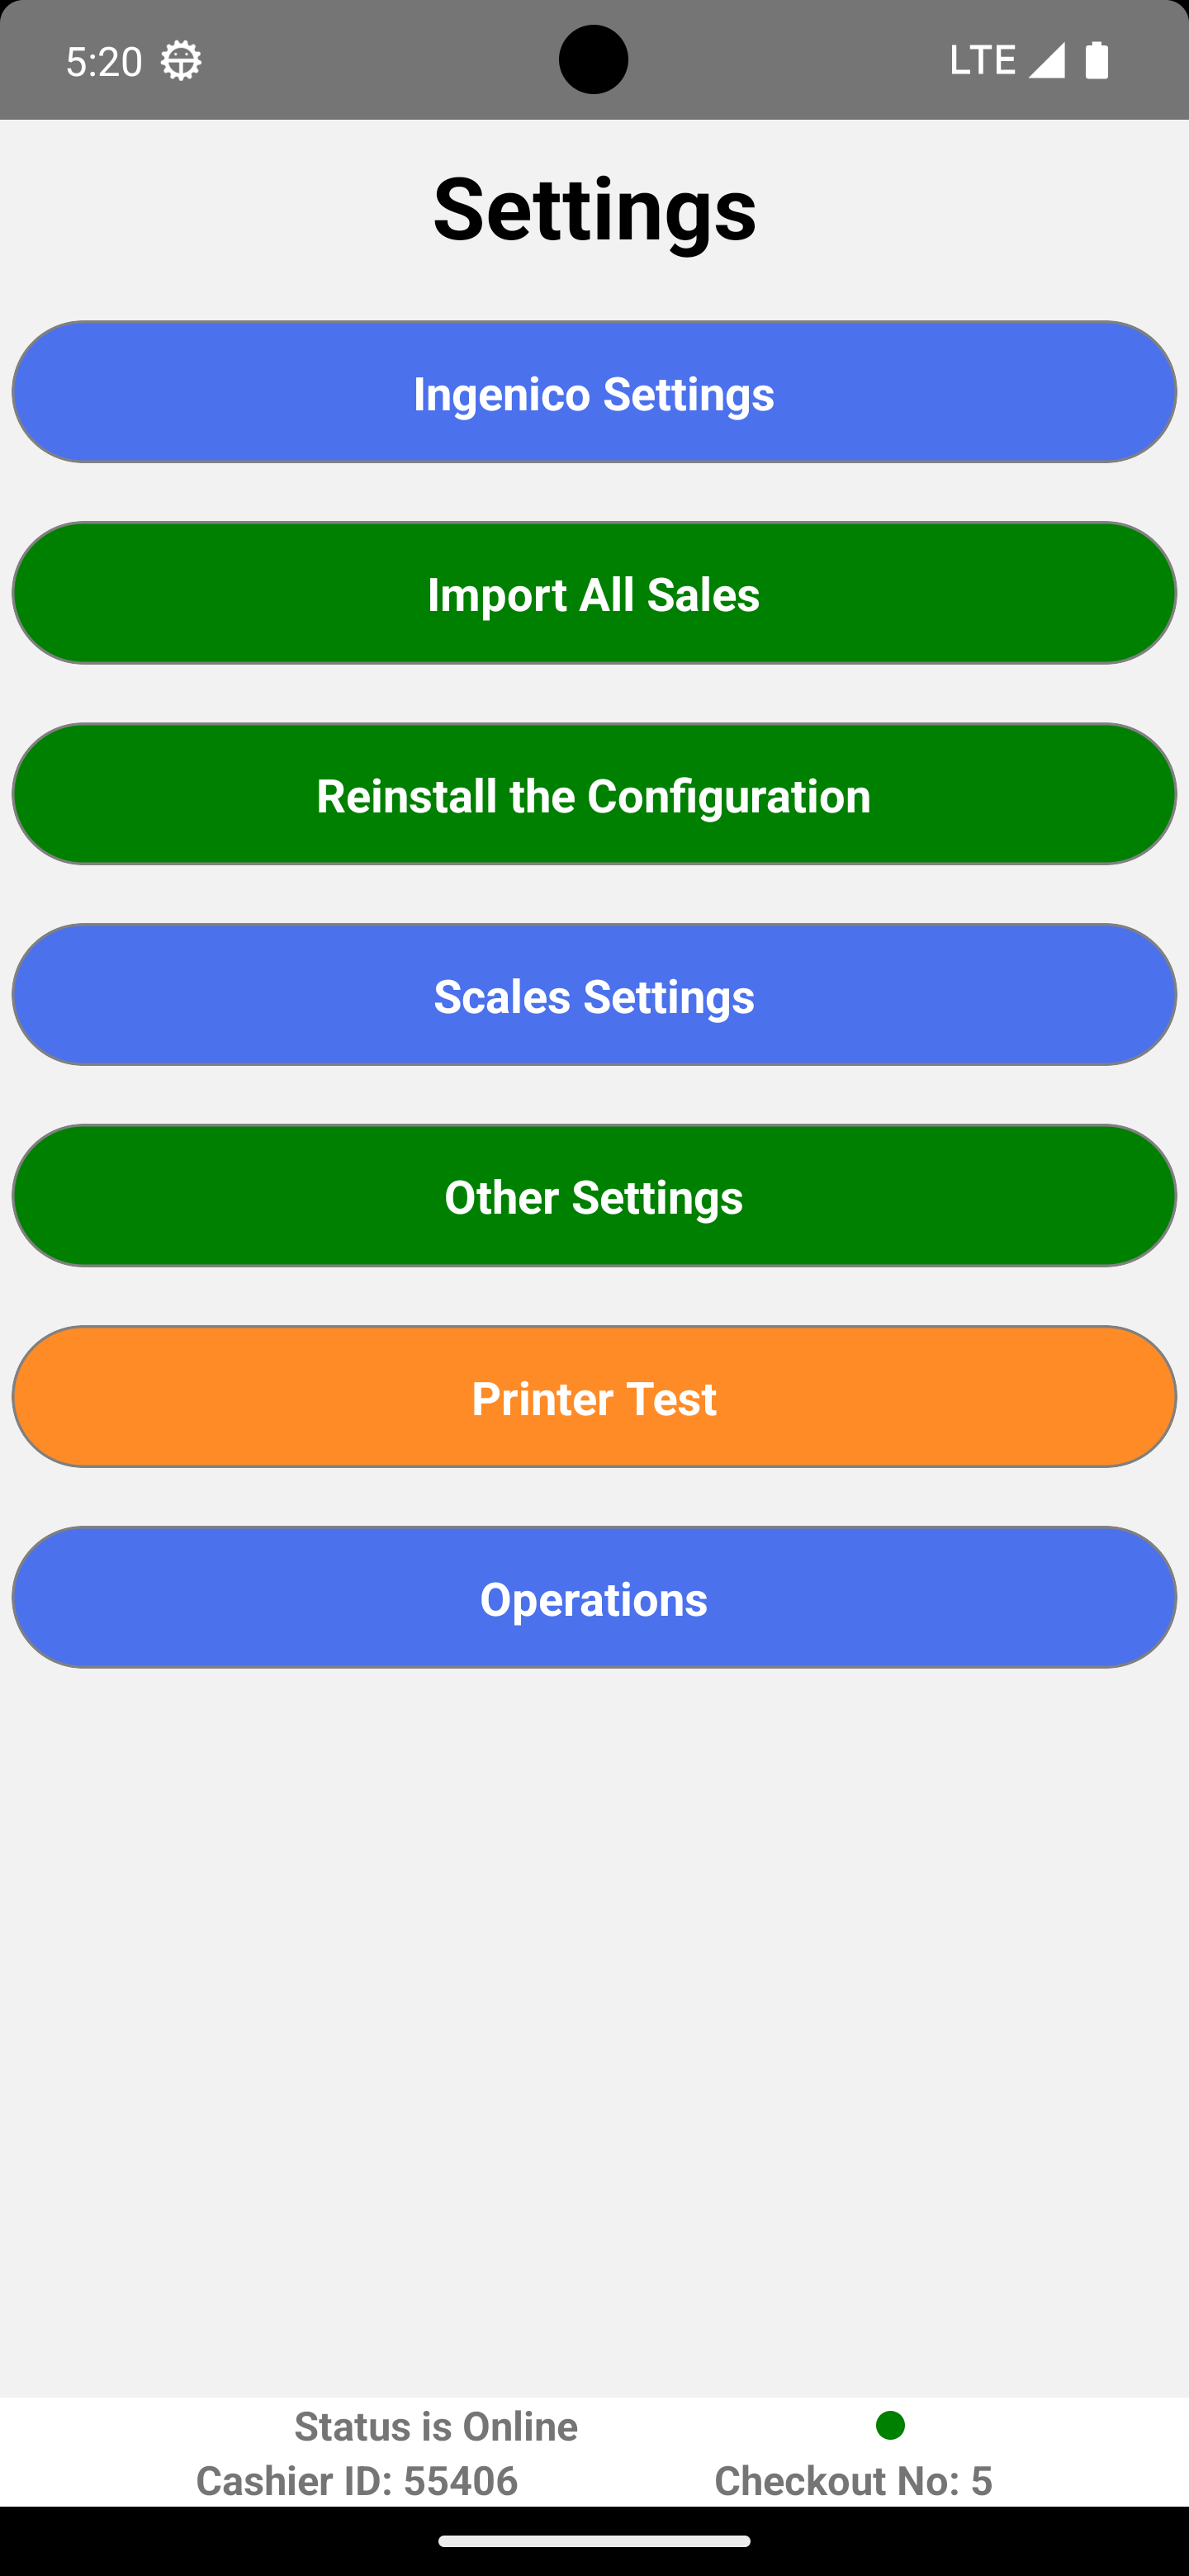 5:20 LTE
Settings
Ingenico Settings
Import All Sales
Reinstall the Configuration
Scales Settings
Other Settings
Printer Test
Operations
Status is Online
Cashier ID: 55406 Checkout No: 5